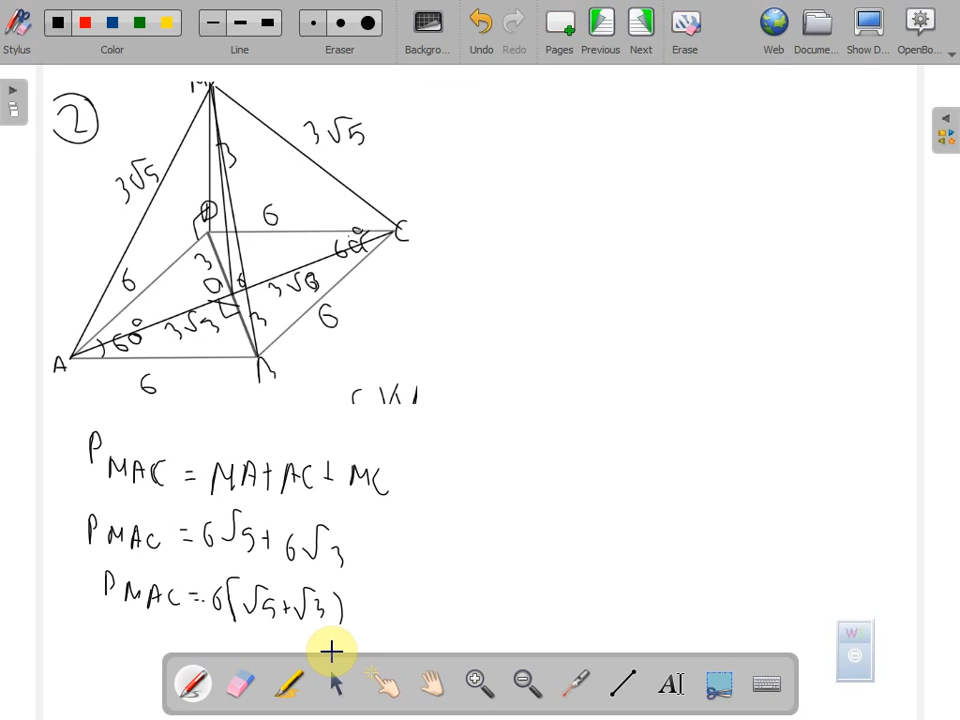 Stylus
Color
Line
Eraser
Backgro...
Undo
Redo
Pages
Previous
Next
Erase
Web
Docume...
Show D...
OpenBo...
2
M
3√5
3√5
3
D
6
C
6
60°
3
O
6
3√3
60°
3√3
3
6
A
B
6
P MAC = MA + AC + MC
P MAC = 6√5 + 6√3
P MAC = 6(√5+√3)